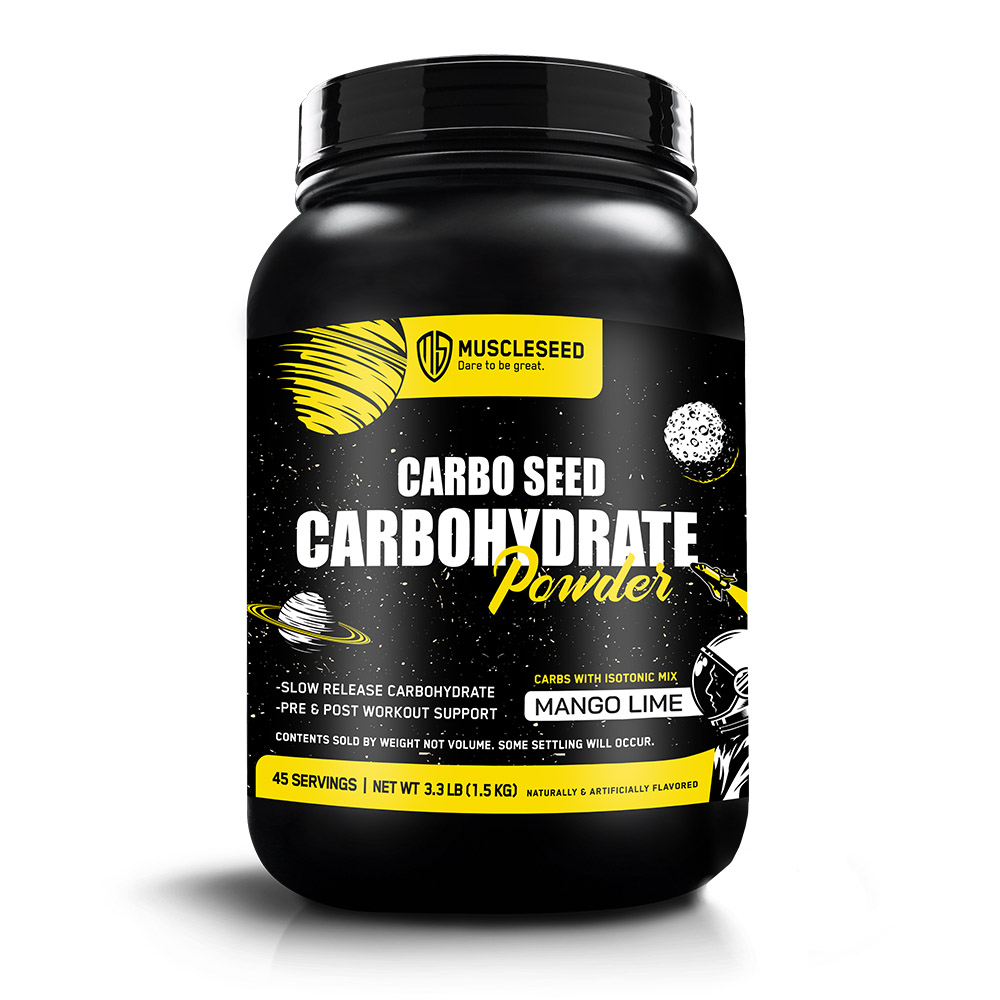 MS
MUSCLESEED
Dare to be great.
CARBO SEED
CARBOHYDRATE
Powder
CARBS WITH ISOTONIC MIX
MANGO LIME
-SLOW RELEASE CARBOHYDRATE
-PRE & POST WORKOUT SUPPORT
CONTENTS SOLD BY WEIGHT NOT VOLUME. SOME SETTLING WILL OCCUR.
45 SERVINGS | NET WT 3.3 LB (1.5 KG) NATURALLY & ARTIFICIALLY FLAVORED